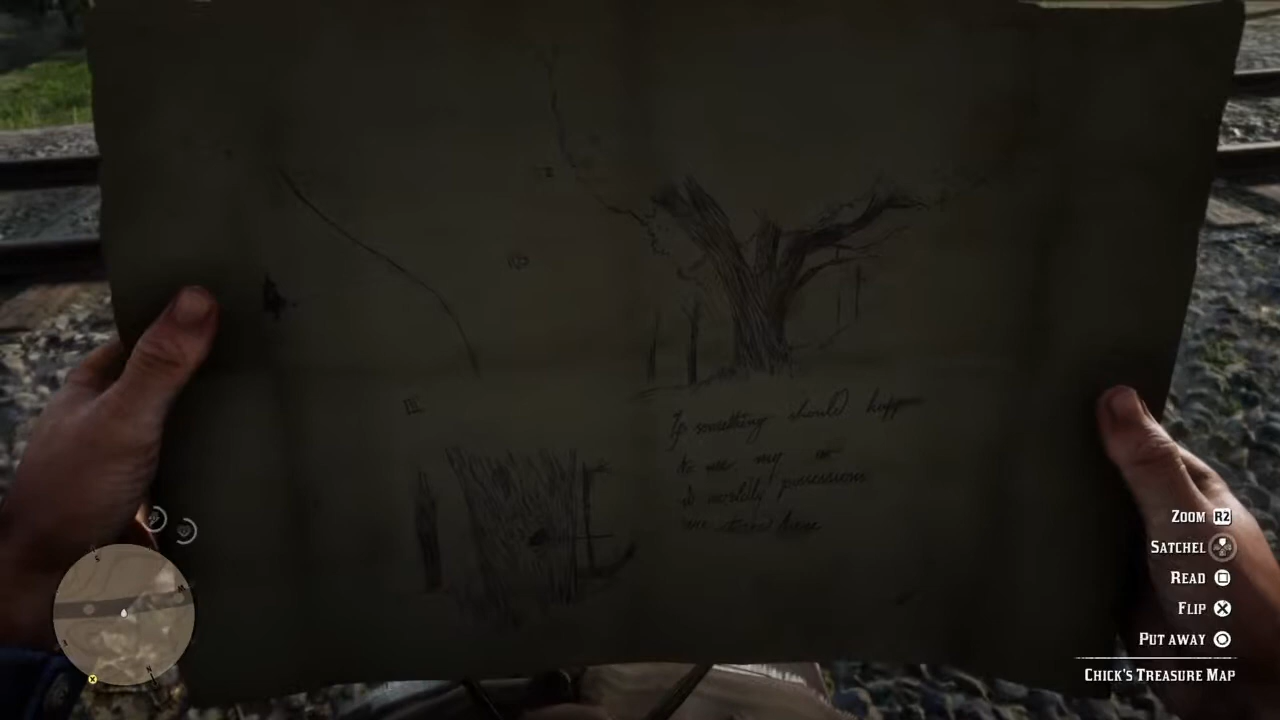 If something should happ
to me my
worldly possessions
are stored here
ZOOM R2
SATCHEL
READ
FLIP
PUT AWAY
CHICK'S TREASURE MAP